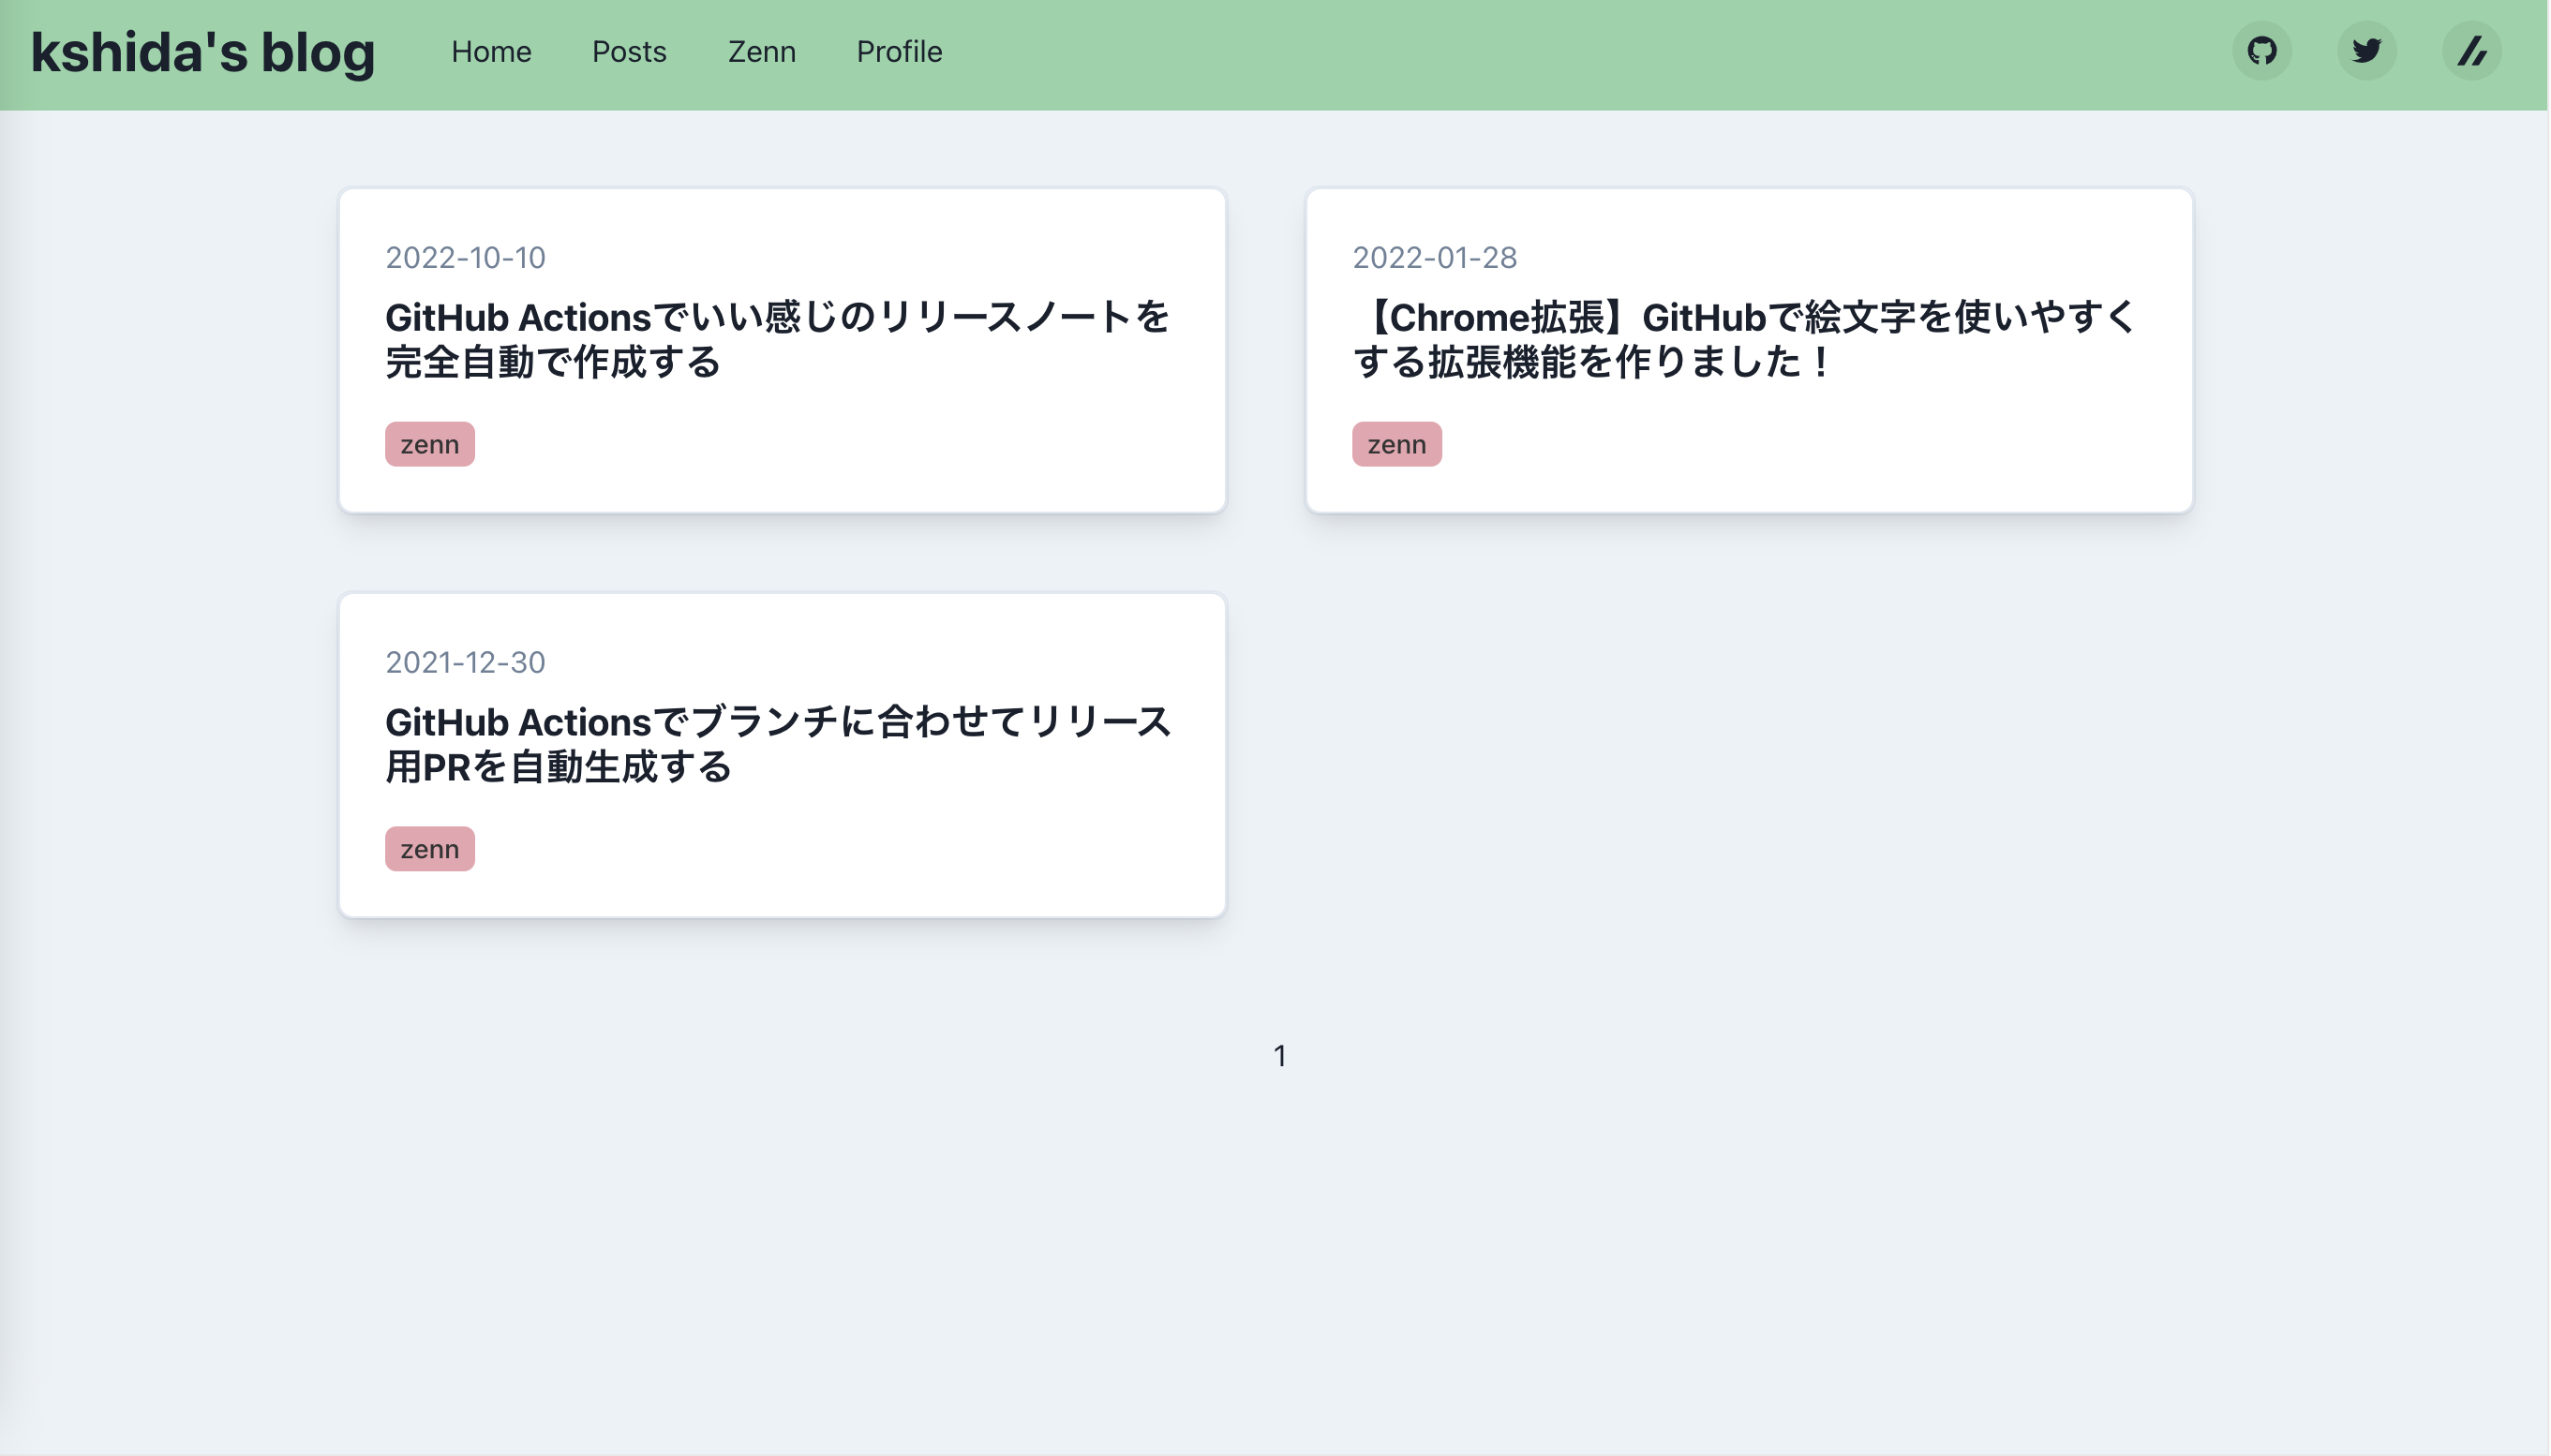 kshida's blog
Home
Posts
Zenn
Profile
2022-10-10
GitHub Actionsでいい感じのリリースノートを
完全自動で作成する
zenn
2022-01-28
【Chrome拡張】GitHubで絵文字を使いやすく
する拡張機能を作りました！
zenn
2021-12-30
GitHub Actionsでブランチに合わせてリリース
用PRを自動生成する
zenn
1